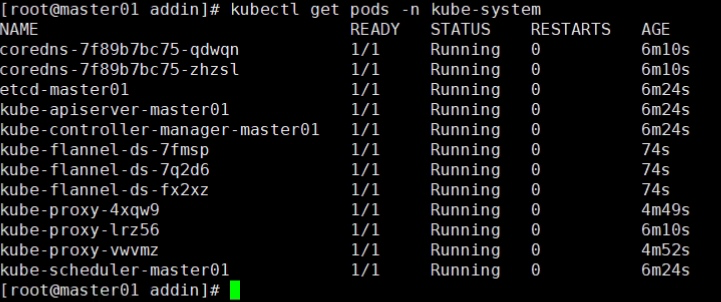 [root@master01 addin]# kubectl get pods -n kube-system
NAME READY STATUS RESTARTS AGE
coredns-7f89b7bc75-qdwqn 1/1 Running 0 6m10s
coredns-7f89b7bc75-zhzsl 1/1 Running 0 6m10s
etcd-master01 1/1 Running 0 6m24s
kube-apiserver-master01 1/1 Running 0 6m24s
kube-controller-manager-master01 1/1 Running 0 6m24s
kube-flannel-ds-7fmsp 1/1 Running 0 74s
kube-flannel-ds-7q2d6 1/1 Running 0 74s
kube-flannel-ds-fx2xz 1/1 Running 0 74s
kube-proxy-4xqw9 1/1 Running 0 4m49s
kube-proxy-lrz56 1/1 Running 0 6m10s
kube-proxy-vwvmz 1/1 Running 0 4m52s
kube-scheduler-master01 1/1 Running 0 6m24s
[root@master01 addin]#